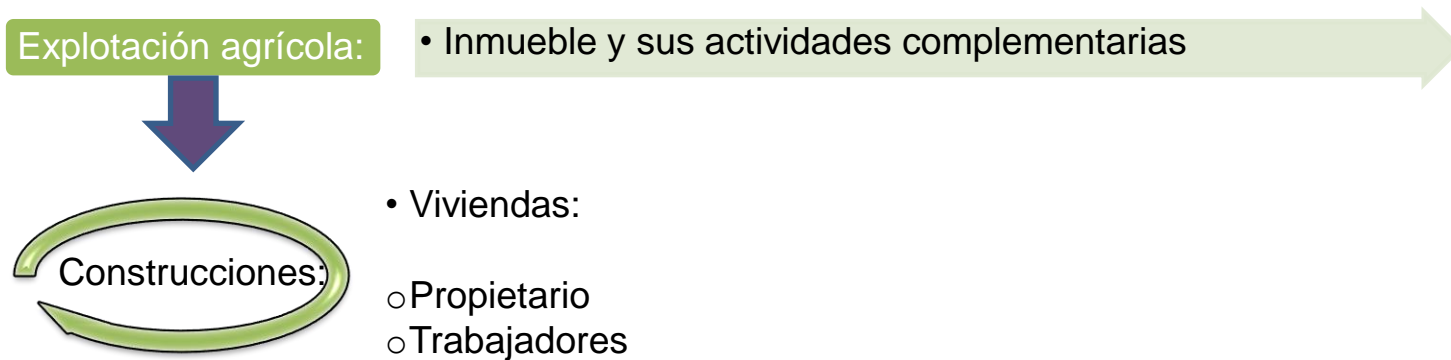 Explotación agrícola:
• Inmueble y sus actividades complementarias
• Viviendas:
Construcciones:
oPropietario
oTrabajadores